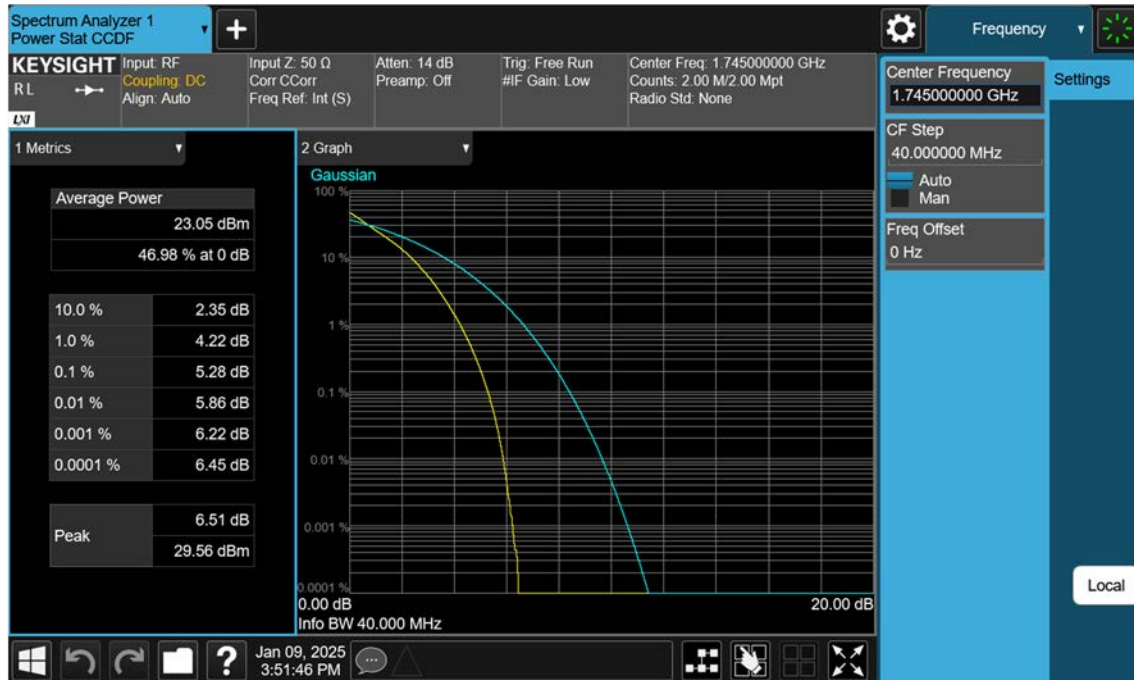 Spectrum Analyzer 1
Power Stat CCDF
Frequency
KEYSIGHT
RL
LXI
Input: RF
Coupling: DC
Align: Auto
Input Z: 50 Ω
Corr CCorr
Freq Ref: Int (S)
Atten: 14 dB
Preamp: Off
Trig: Free Run
#IF Gain: Low
Center Freq: 1.745000000 GHz
Counts: 2.00 M/2.00 Mpt
Radio Std: None
Center Frequency
1.745000000 GHz
Settings
CF Step
40.000000 MHz
Auto
Man
Freq Offset
0 Hz
Local
1 Metrics
Average Power
23.05 dBm
46.98 % at 0 dB
10.0 % 2.35 dB
1.0 % 4.22 dB
0.1 % 5.28 dB
0.01 % 5.86 dB
0.001 % 6.22 dB
0.0001 % 6.45 dB
Peak
6.51 dB
29.56 dBm
2 Graph
Gaussian
100 %
10 %
1 %
0.1 %
0.01 %
0.001 %
0.0001 %
0.00 dB 20.00 dB
Info BW 40.000 MHz
Jan 09, 2025
3:51:46 PM